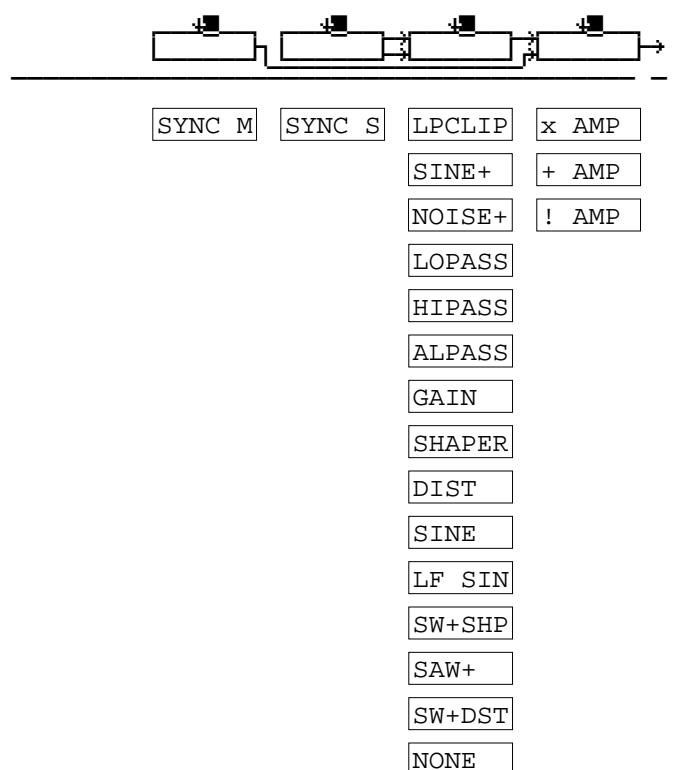 SYNC M SYNC S LPCLIP x AMP
SINE+ + AMP
NOISE+ ! AMP
LOPASS
HIPASS
ALPASS
GAIN
SHAPER
DIST
SINE
LF SIN
SW+SHP
SAW+
SW+DST
NONE